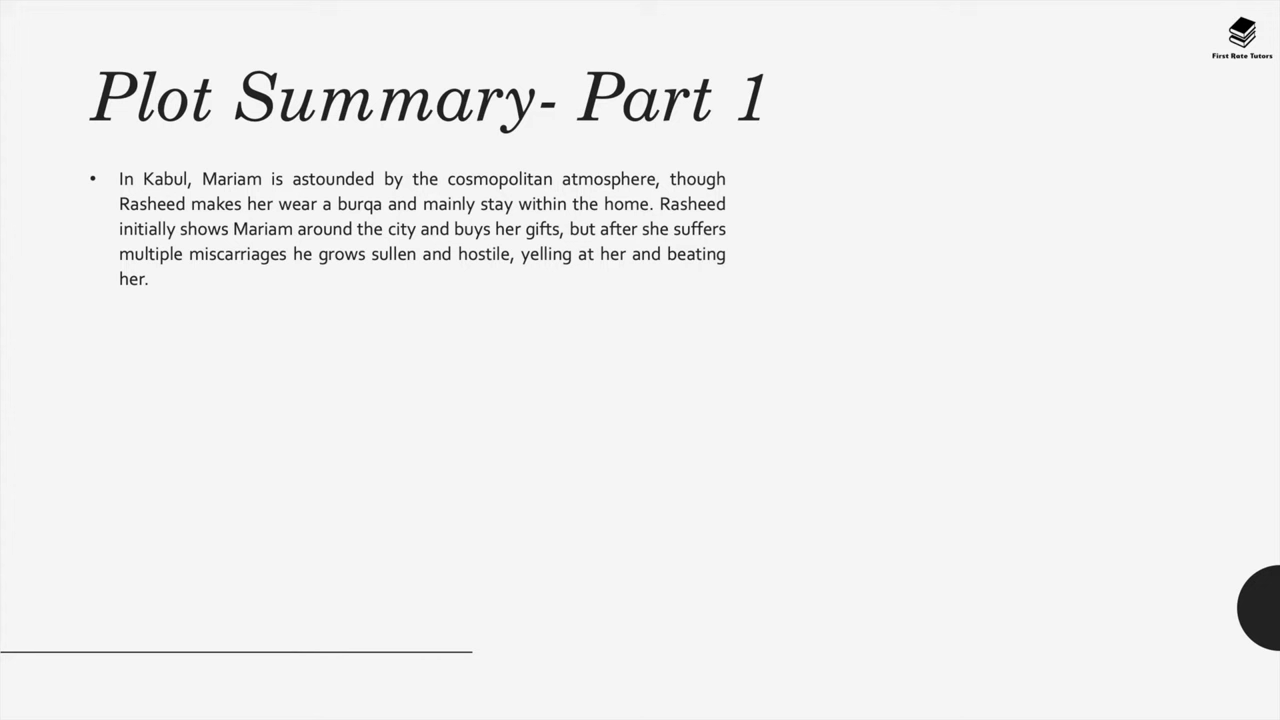 First Rate Tutors
Plot Summary- Part 1
• In Kabul, Mariam is astounded by the cosmopolitan atmosphere, though
Rasheed makes her wear a burqa and mainly stay within the home. Rasheed
initially shows Mariam around the city and buys her gifts, but after she suffers
multiple miscarriages he grows sullen and hostile, yelling at her and beating
her.